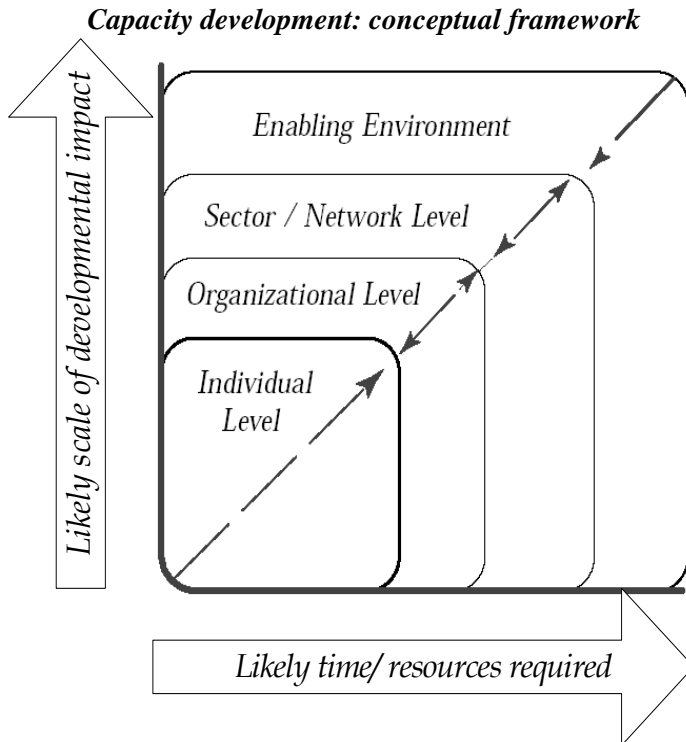 Capacity development: conceptual framework
Likely scale of developmental impact
Enabling Environment
Sector / Network Level
Organizational Level
Individual
Level
Likely time/ resources required